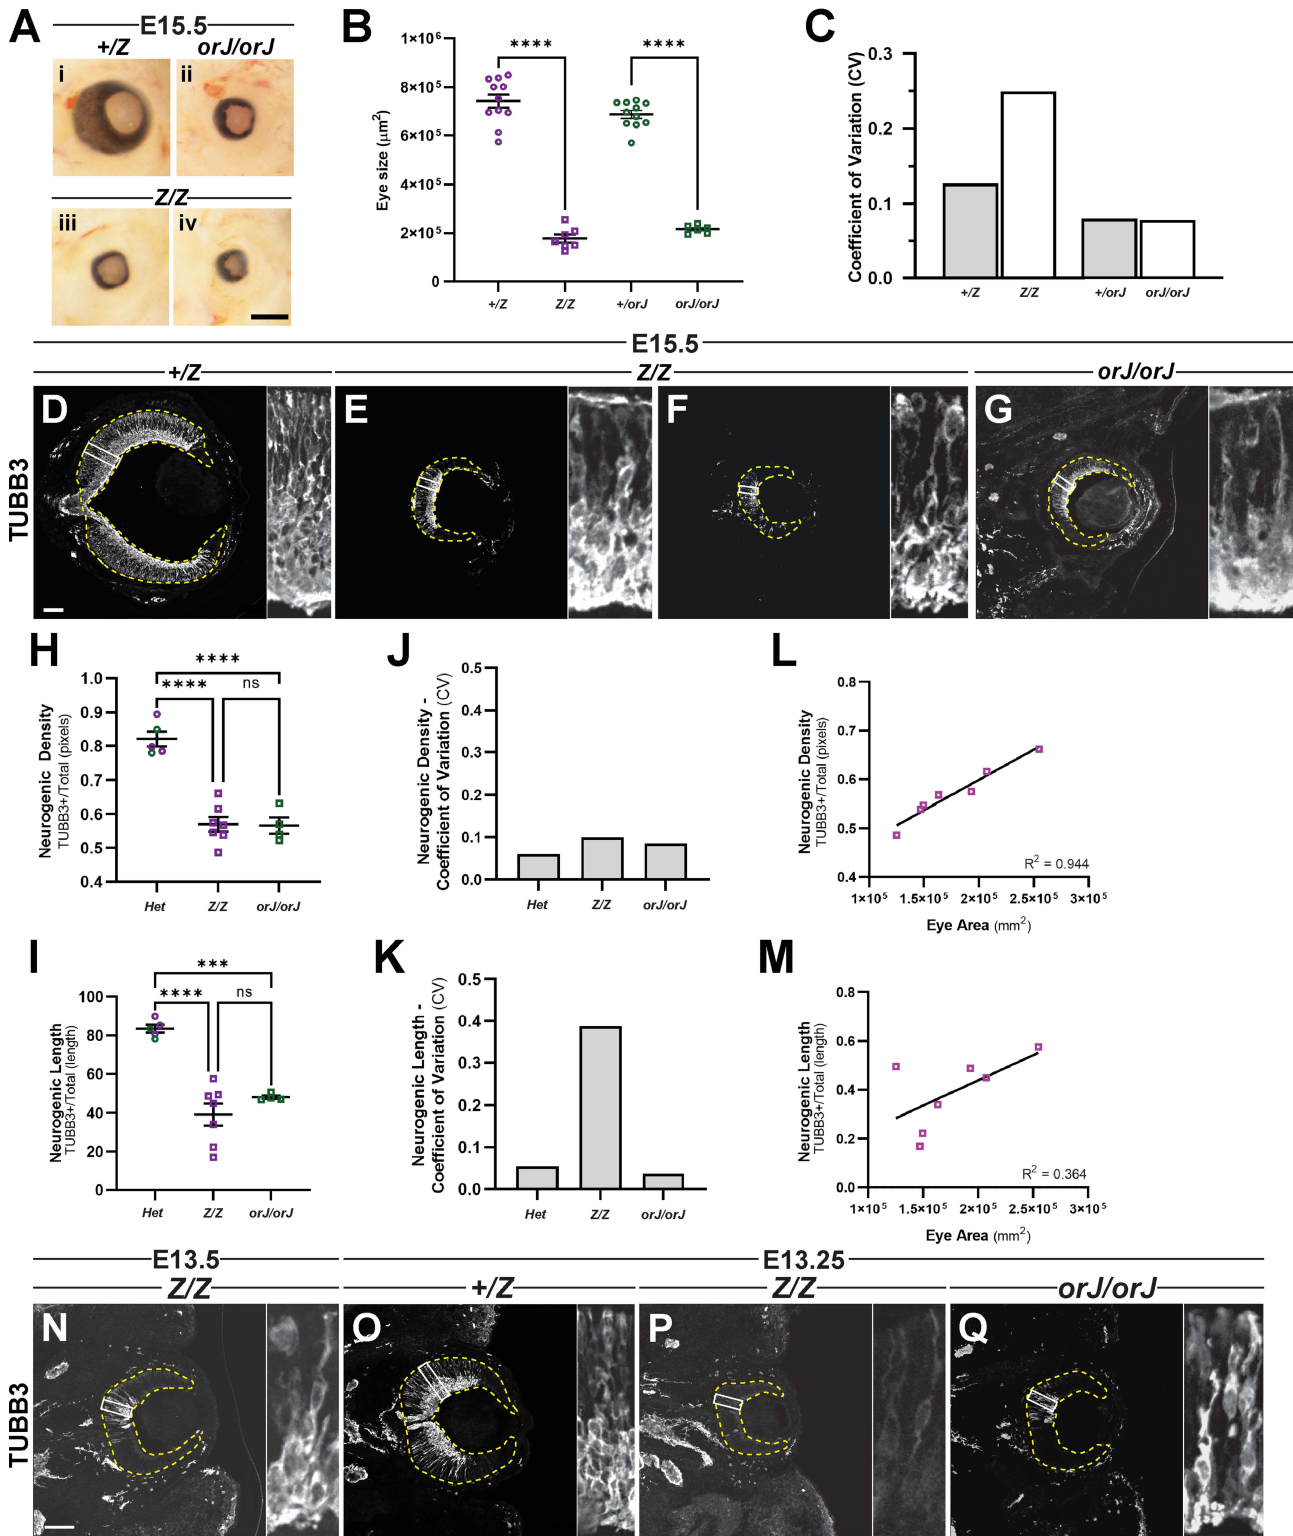 A
E15.5
+/Z
orJ/orJ
i
ii
Z/Z
iii
iv
B
Eye size (μm²)
1×10⁶
8×10⁵
6×10⁵
4×10⁵
2×10⁵
0
****
****
+/Z
Z/Z
+/orJ
orJ/orJ
C
Coefficient of Variation (CV)
0.3
0.2
0.1
0.0
+/Z
Z/Z
+/orJ
orJ/orJ
E15.5
+/Z
Z/Z
orJ/orJ
TUBB3
D
E
F
G
H
Neurogenic Density
TUBB3+/Total (pixels)
1.0
0.9
0.8
0.7
0.6
0.5
0.4
****
****
ns
Het
Z/Z
orJ/orJ
J
Neurogenic Density -
Coefficient of Variation (CV)
0.5
0.4
0.3
0.2
0.1
0.0
Het
Z/Z
orJ/orJ
L
Neurogenic Density
TUBB3+/Total (pixels)
0.8
0.7
0.6
0.5
0.4
R² = 0.944
1×10⁵
1.5×10⁵
2×10⁵
2.5×10⁵
3×10⁵
Eye Area (mm²)
I
Neurogenic Length
TUBB3+/Total (length)
100
80
60
40
20
0
***
****
ns
Het
Z/Z
orJ/orJ
K
Neurogenic Length -
Coefficient of Variation (CV)
0.5
0.4
0.3
0.2
0.1
0.0
Het
Z/Z
orJ/orJ
M
Neurogenic Length
TUBB3+/Total (length)
0.8
0.6
0.4
0.2
0.0
R² = 0.364
1×10⁵
1.5×10⁵
2×10⁵
2.5×10⁵
3×10⁵
Eye Area (mm²)
E13.5
E13.25
Z/Z
+/Z
Z/Z
orJ/orJ
TUBB3
N
O
P
Q